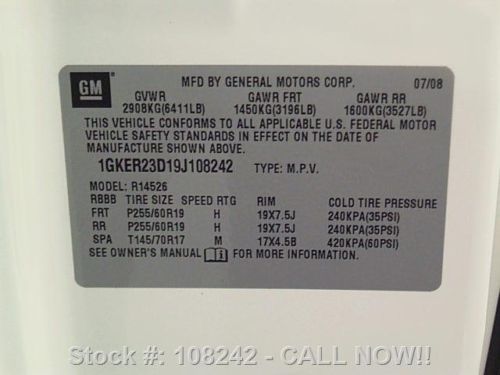 GM MFD BY GENERAL MOTORS CORP. 07/08
GVWR GAWR FRT GAWR RR
2908KG(6411LB) 1450KG(3196LB) 1600KG(3527LB)
THIS VEHICLE CONFORMS TO ALL APPLICABLE U.S. FEDERAL MOTOR
VEHICLE SAFETY STANDARDS IN EFFECT ON THE DATE OF
MANUFACTURE SHOWN ABOVE.
1GKER23D19J108242 TYPE: M.P.V.
MODEL: R14526
RBBB TIRE SIZE SPEED RTG RIM COLD TIRE PRESSURE
FRT P255/60R19 H 19X7.5J 240KPA(35PSI)
RR P255/60R19 H 19X7.5J 240KPA(35PSI)
SPA T145/70R17 M 17X4.5B 420KPA(60PSI)
SEE OWNER'S MANUAL FOR MORE INFORMATION.
Stock #: 108242 - CALL NOW!!